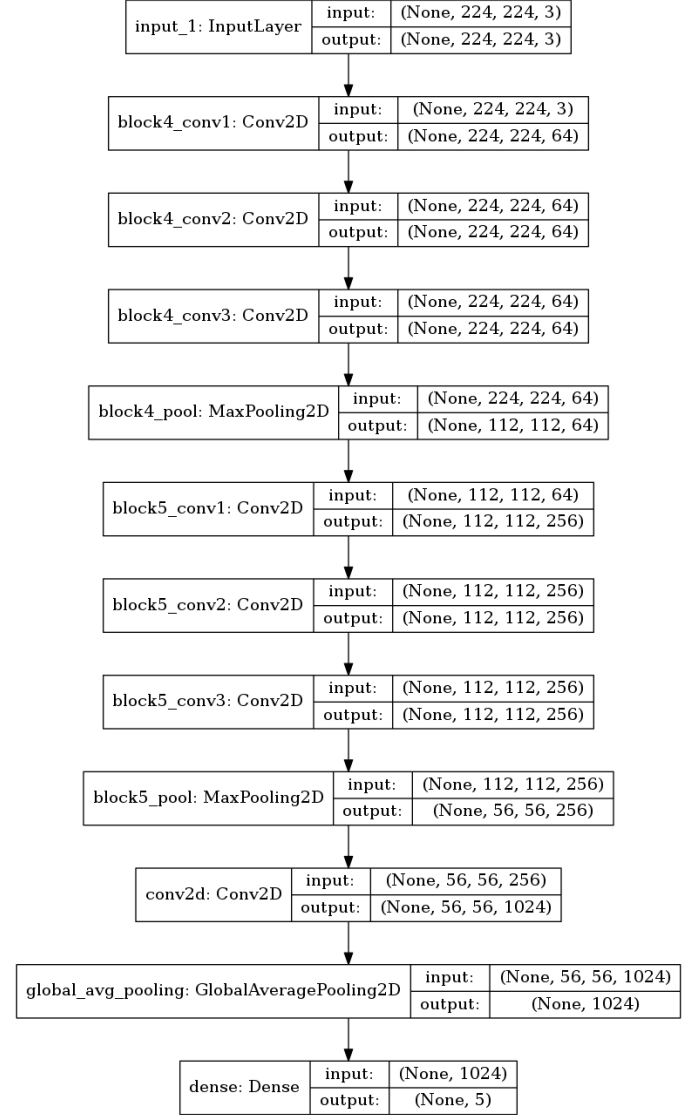 input_1: InputLayer
input: (None, 224, 224, 3)
output: (None, 224, 224, 3)
block4_conv1: Conv2D
input: (None, 224, 224, 3)
output: (None, 224, 224, 64)
block4_conv2: Conv2D
input: (None, 224, 224, 64)
output: (None, 224, 224, 64)
block4_conv3: Conv2D
input: (None, 224, 224, 64)
output: (None, 224, 224, 64)
block4_pool: MaxPooling2D
input: (None, 224, 224, 64)
output: (None, 112, 112, 64)
block5_conv1: Conv2D
input: (None, 112, 112, 64)
output: (None, 112, 112, 256)
block5_conv2: Conv2D
input: (None, 112, 112, 256)
output: (None, 112, 112, 256)
block5_conv3: Conv2D
input: (None, 112, 112, 256)
output: (None, 112, 112, 256)
block5_pool: MaxPooling2D
input: (None, 112, 112, 256)
output: (None, 56, 56, 256)
conv2d: Conv2D
input: (None, 56, 56, 256)
output: (None, 56, 56, 1024)
global_avg_pooling: GlobalAveragePooling2D
input: (None, 56, 56, 1024)
output: (None, 1024)
dense: Dense
input: (None, 1024)
output: (None, 5)